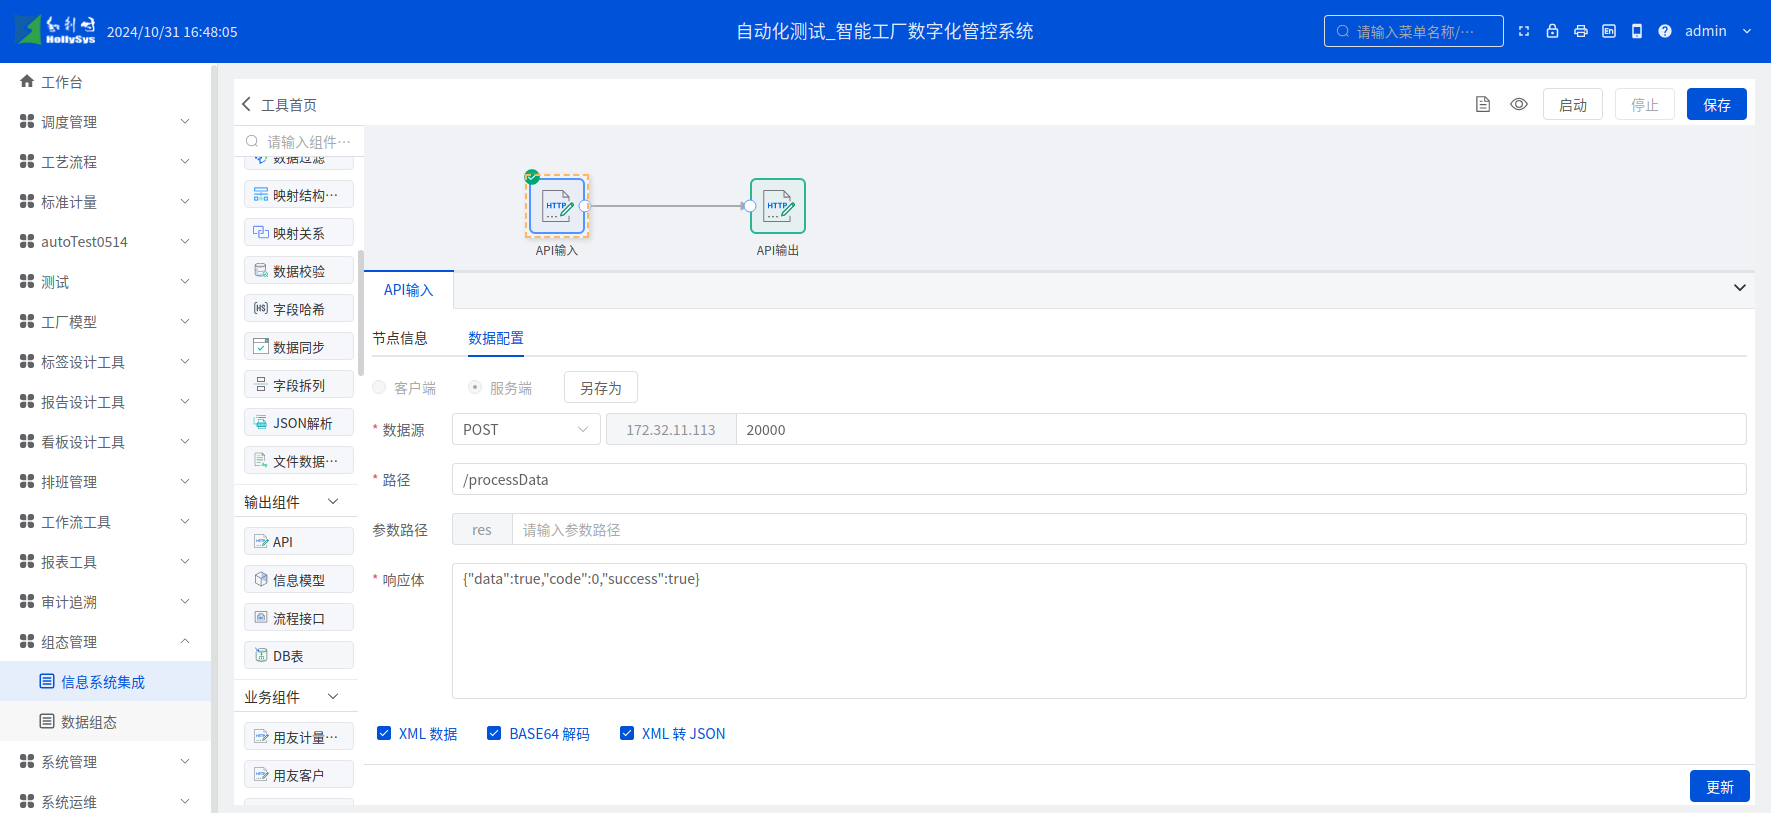 和利时 HollySys
2024/10/31 16:48:05
自动化测试_智能工厂数字化管控系统
请输入菜单名称/···
En
admin
工作台
调度管理
工艺流程
标准计量
autoTest0514
测试
工厂模型
标签设计工具
报告设计工具
看板设计工具
排班管理
工作流工具
报表工具
审计追溯
组态管理
信息系统集成
数据组态
系统管理
系统运维
工具首页
启动
停止
保存
请输入组件···
数据过滤
映射结构···
映射关系
数据校验
字段哈希
数据同步
字段拆列
JSON解析
文件数据···
输出组件
API
信息模型
流程接口
DB表
业务组件
用友计量···
用友客户
HTTP
API输入
HTTP
API输出
API输入
节点信息
数据配置
客户端
服务端
另存为
* 数据源
POST
172.32.11.113
20000
* 路径
/processData
参数路径
res
请输入参数路径
* 响应体
{"data":true,"code":0,"success":true}
XML 数据
BASE64 解码
XML 转 JSON
更新